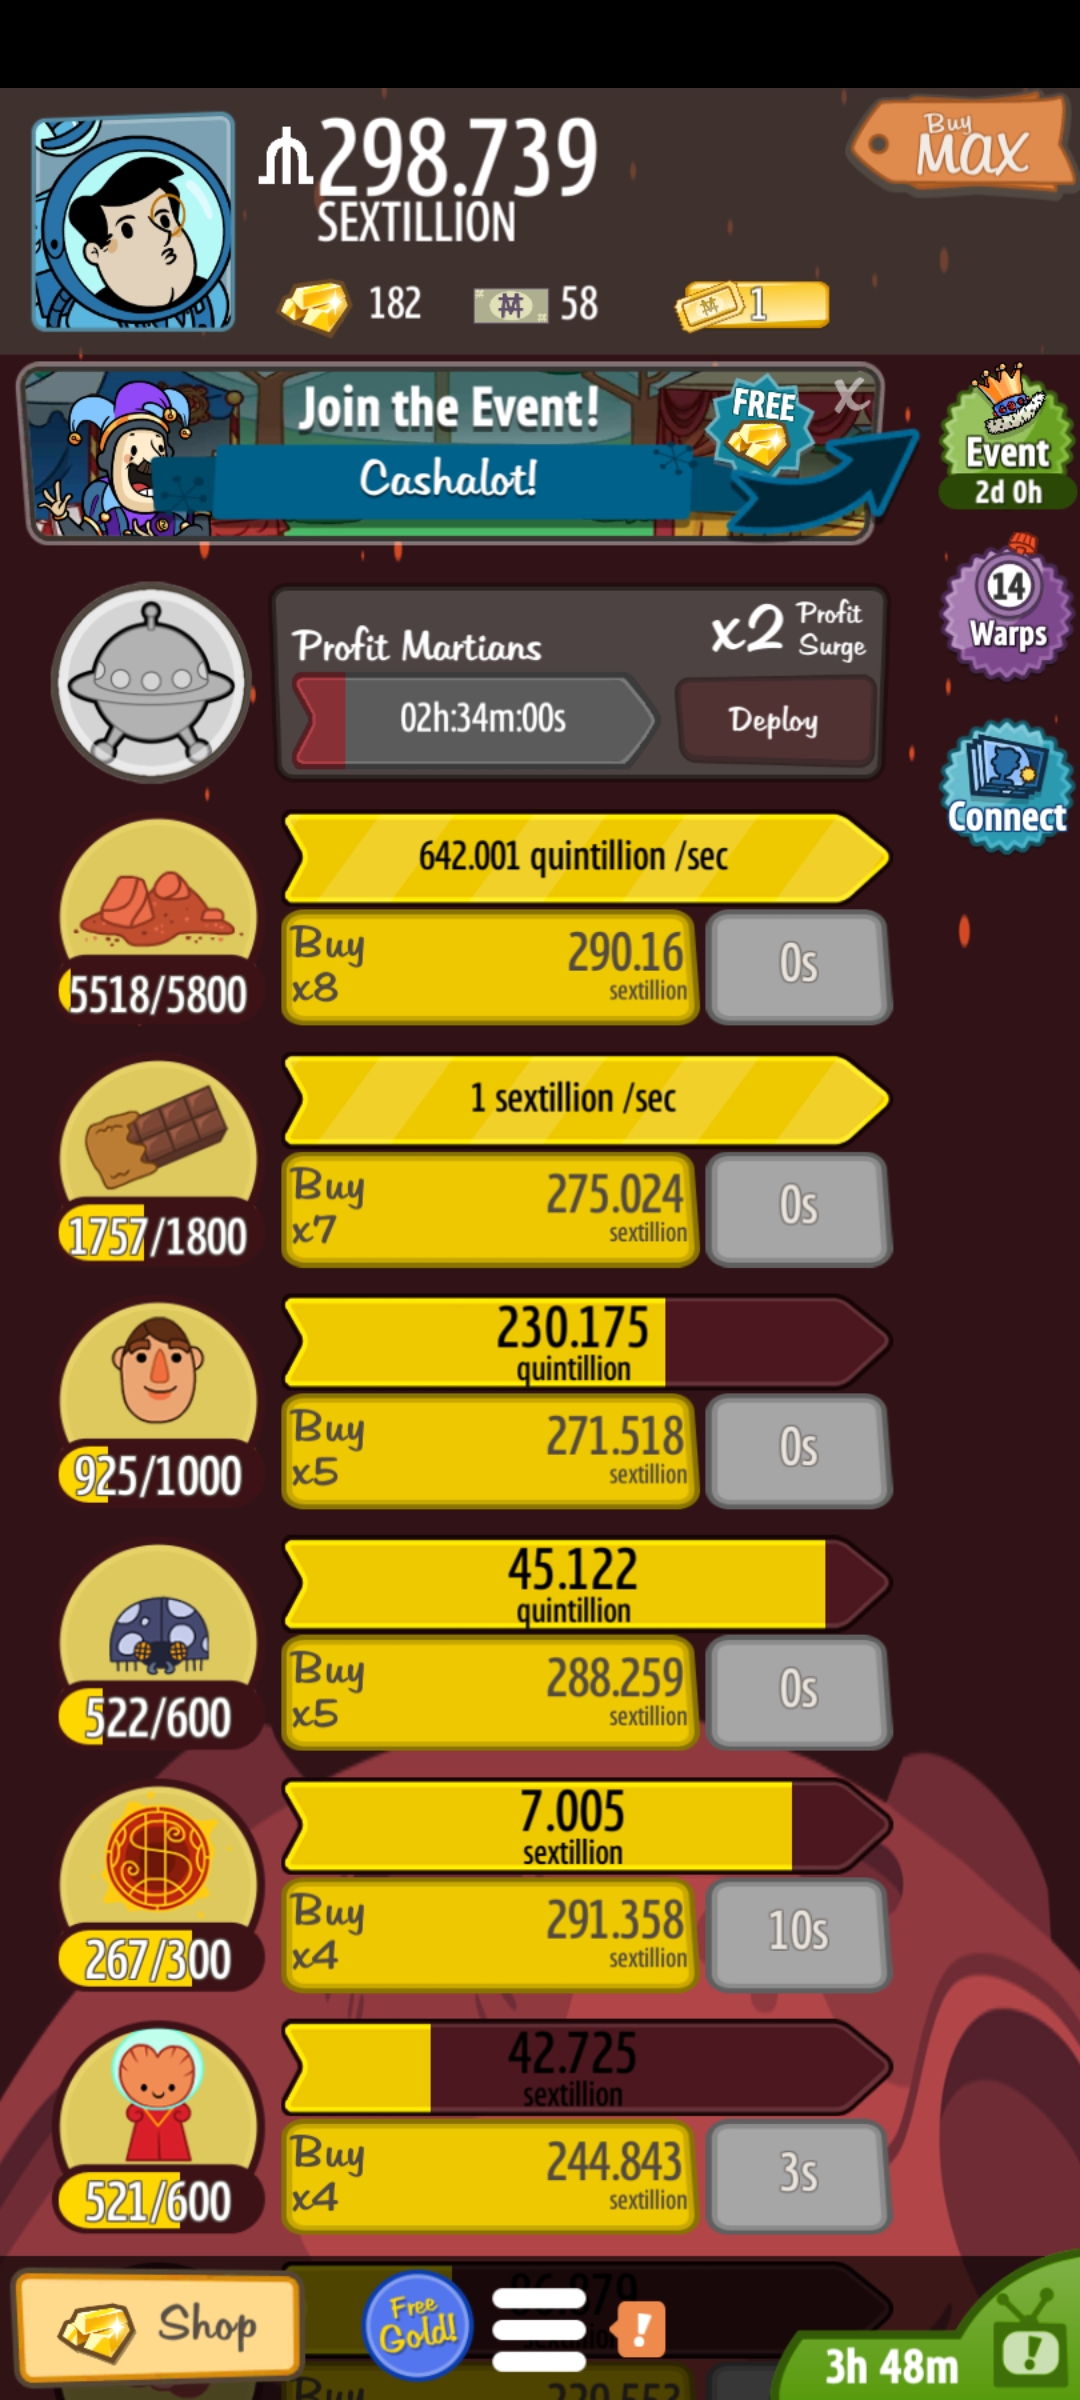 Buy
MAX
298.739
SEXTILLION
182
58
1
Join the Event!
FREE
X
Cashalot!
Event
2d 0h
14
Warps
Connect
Profit Martians
x2 Profit
Surge
02h:34m:00s
Deploy
642.001 quintillion /sec
5518/5800
Buy
x8
290.16
sextillion
0s
1 sextillion /sec
1757/1800
Buy
x7
275.024
sextillion
0s
230.175
quintillion
925/1000
Buy
x5
271.518
sextillion
0s
45.122
quintillion
522/600
Buy
x5
288.259
sextillion
0s
7.005
sextillion
267/300
Buy
x4
291.358
sextillion
10s
42.725
sextillion
521/600
Buy
x4
244.843
sextillion
3s
Shop
Free
Gold!
!
3h 48m
!
Buy